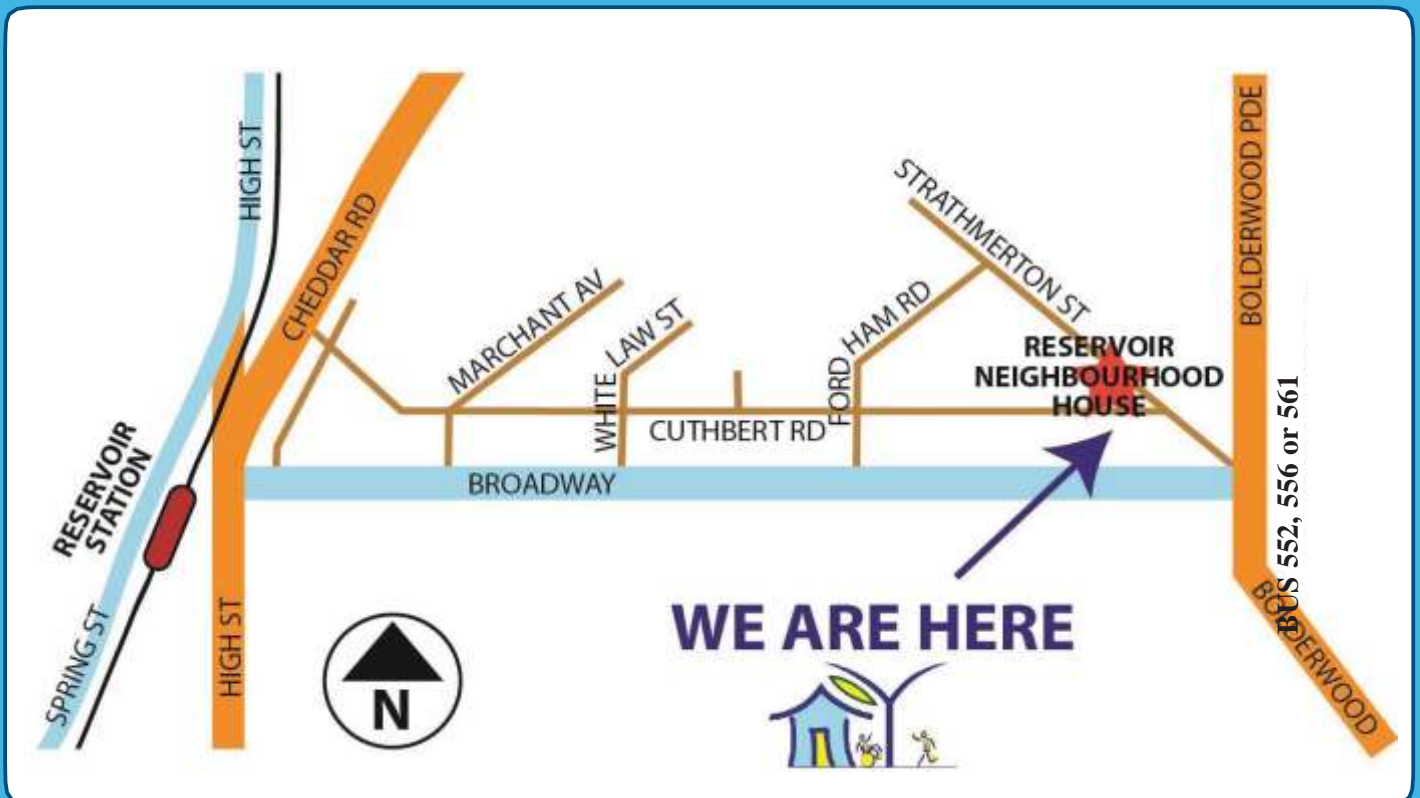 HIGH ST
CHEDDAR RD
MARCHANT AV
WHITE LAW ST
STRATHMERTON ST
FORD HAM RD
BOLDERWOOD PDE
RESERVOIR
NEIGHBOURHOOD
HOUSE
CUTHBERT RD
BROADWAY
RESERVOIR
STATION
BUS 552, 556 or 561
SPRING ST
HIGH ST
N
WE ARE HERE
BOLDERWOOD